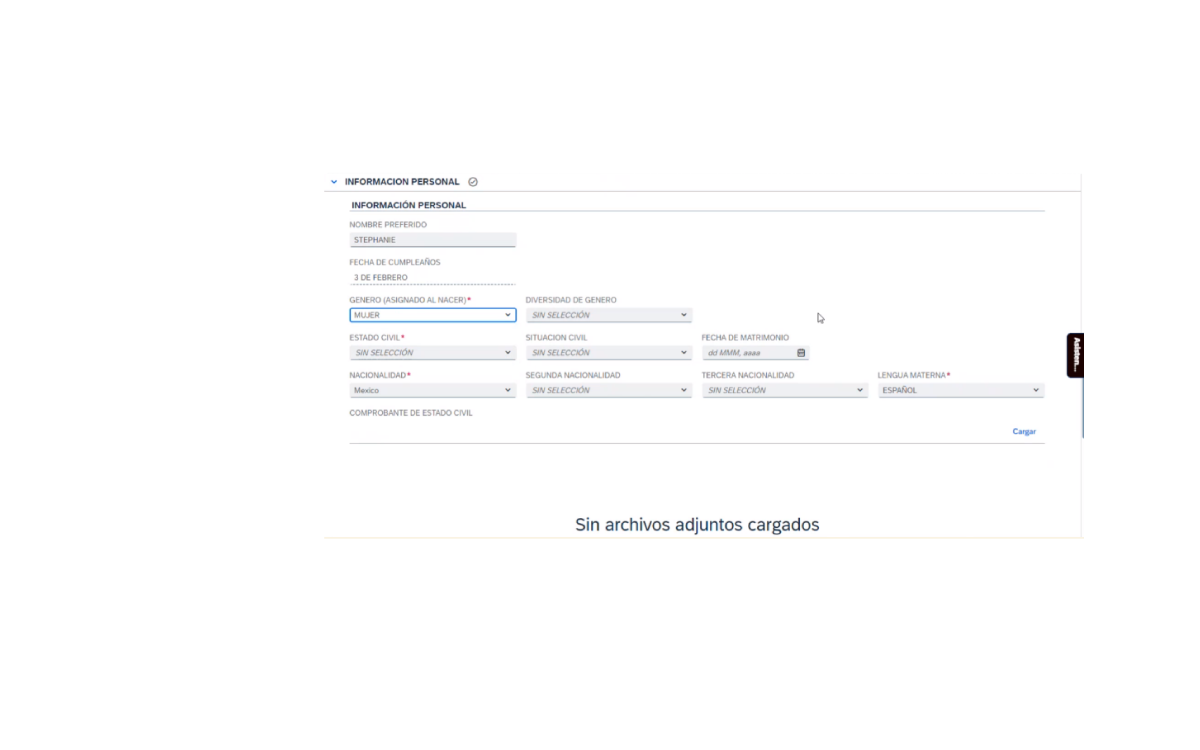 INFORMACION PERSONAL
INFORMACIÓN PERSONAL
NOMBRE PREFERIDO
STEPHANIE
FECHA DE CUMPLEAÑOS
3 DE FEBRERO
GENERO (ASIGNADO AL NACER)* DIVERSIDAD DE GENERO
MUJER SIN SELECCIÓN
ESTADO CIVIL* SITUACION CIVIL FECHA DE MATRIMONIO
SIN SELECCIÓN SIN SELECCIÓN dd MMM, aaaa
Asisten...
NACIONALIDAD* SEGUNDA NACIONALIDAD TERCERA NACIONALIDAD LENGUA MATERNA*
Mexico SIN SELECCIÓN SIN SELECCIÓN ESPAÑOL
COMPROBANTE DE ESTADO CIVIL
Cargar
Sin archivos adjuntos cargados